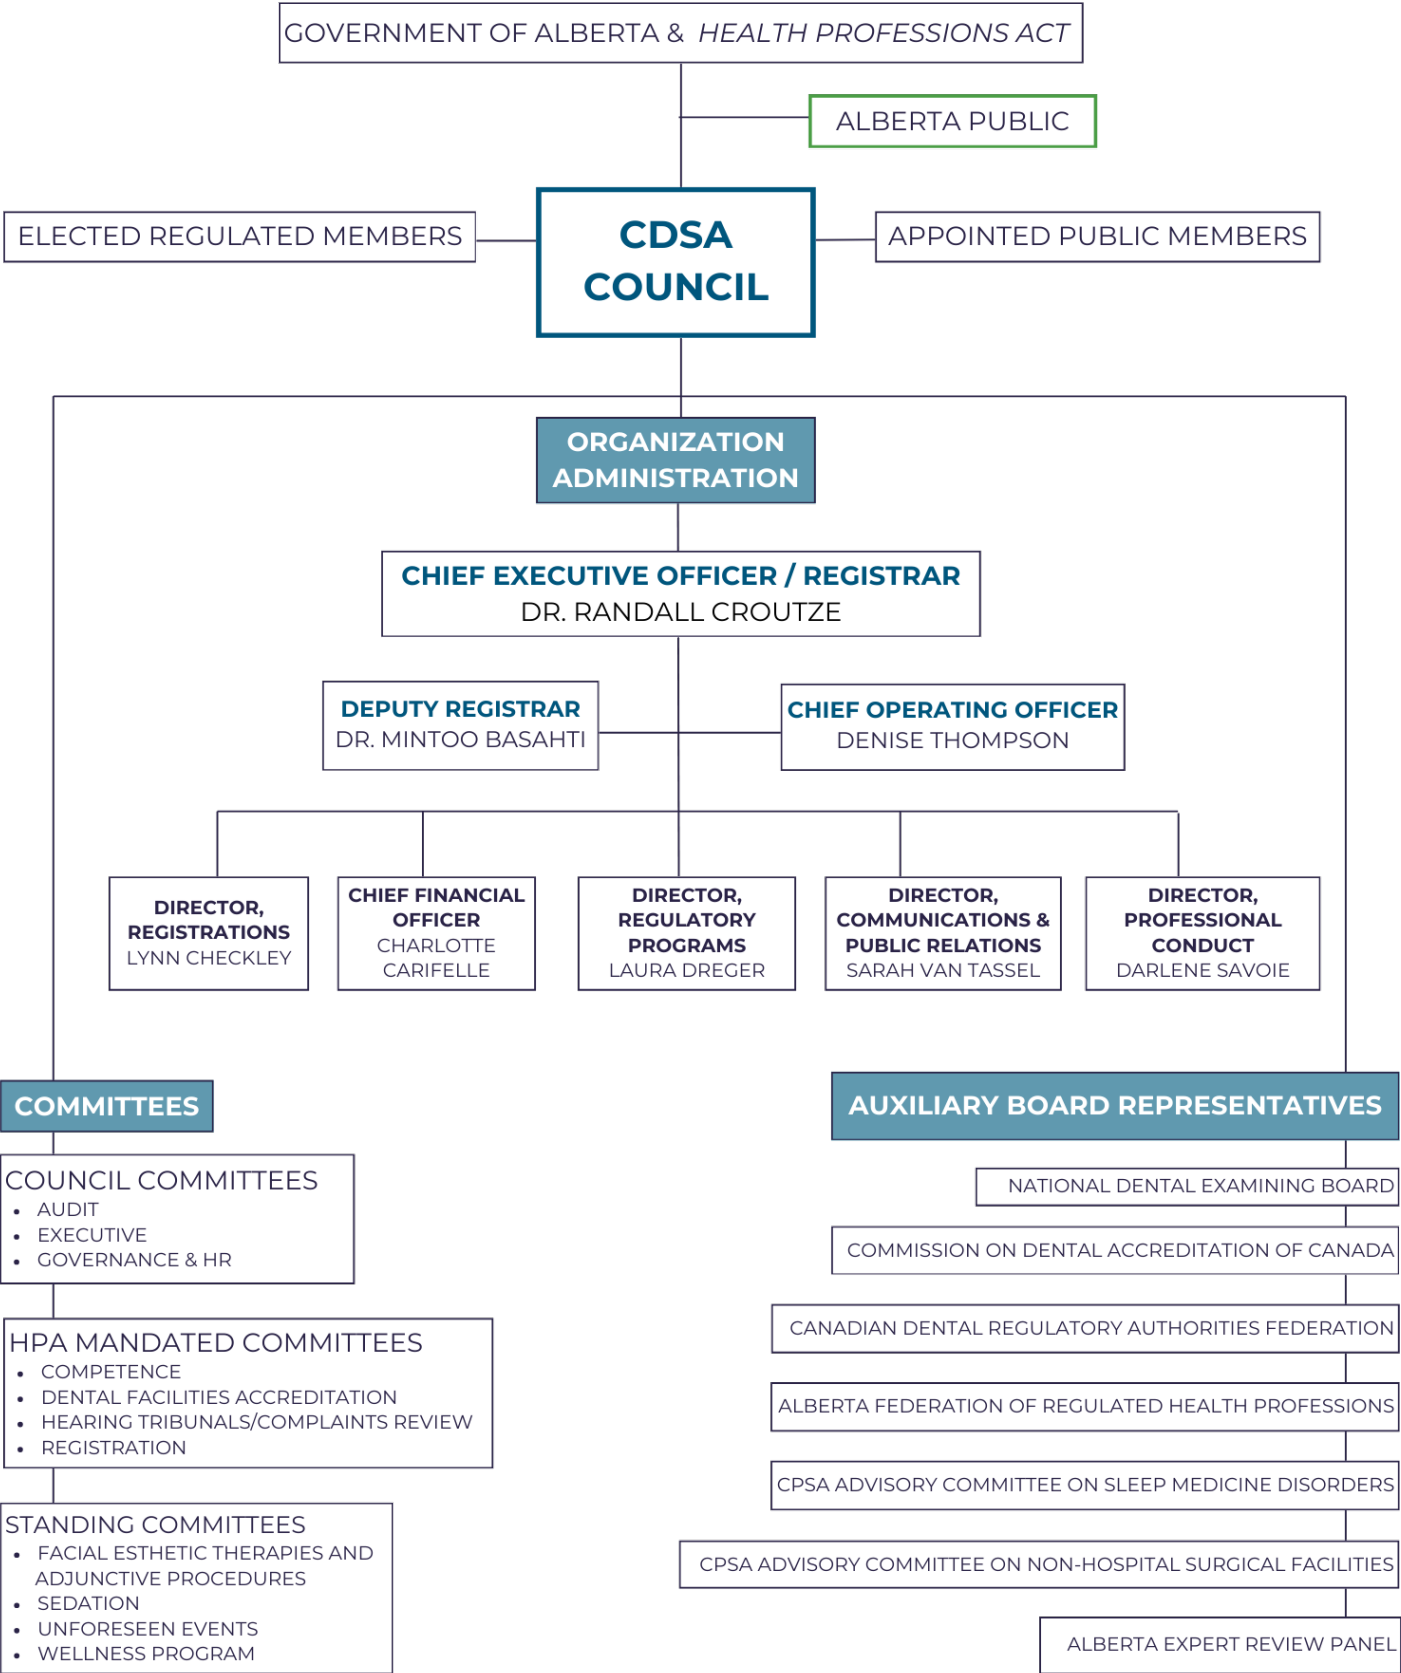 GOVERNMENT OF ALBERTA & HEALTH PROFESSIONS ACT
ALBERTA PUBLIC
ELECTED REGULATED MEMBERS
CDSA
COUNCIL
APPOINTED PUBLIC MEMBERS
ORGANIZATION
ADMINISTRATION
CHIEF EXECUTIVE OFFICER / REGISTRAR
DR. RANDALL CROUTZE
DEPUTY REGISTRAR
DR. MINTOO BASAHTI
CHIEF OPERATING OFFICER
DENISE THOMPSON
DIRECTOR,
REGISTRATIONS
LYNN CHECKLEY
CHIEF FINANCIAL
OFFICER
CHARLOTTE
CARIFELLE
DIRECTOR,
REGULATORY
PROGRAMS
LAURA DREGER
DIRECTOR,
COMMUNICATIONS &
PUBLIC RELATIONS
SARAH VAN TASSEL
DIRECTOR,
PROFESSIONAL
CONDUCT
DARLENE SAVOIE
COMMITTEES
COUNCIL COMMITTEES
• AUDIT
• EXECUTIVE
• GOVERNANCE & HR
HPA MANDATED COMMITTEES
• COMPETENCE
• DENTAL FACILITIES ACCREDITATION
• HEARING TRIBUNALS/COMPLAINTS REVIEW
• REGISTRATION
STANDING COMMITTEES
• FACIAL ESTHETIC THERAPIES AND
ADJUNCTIVE PROCEDURES
• SEDATION
• UNFORESEEN EVENTS
• WELLNESS PROGRAM
AUXILIARY BOARD REPRESENTATIVES
NATIONAL DENTAL EXAMINING BOARD
COMMISSION ON DENTAL ACCREDITATION OF CANADA
CANADIAN DENTAL REGULATORY AUTHORITIES FEDERATION
ALBERTA FEDERATION OF REGULATED HEALTH PROFESSIONS
CPSA ADVISORY COMMITTEE ON SLEEP MEDICINE DISORDERS
CPSA ADVISORY COMMITTEE ON NON-HOSPITAL SURGICAL FACILITIES
ALBERTA EXPERT REVIEW PANEL